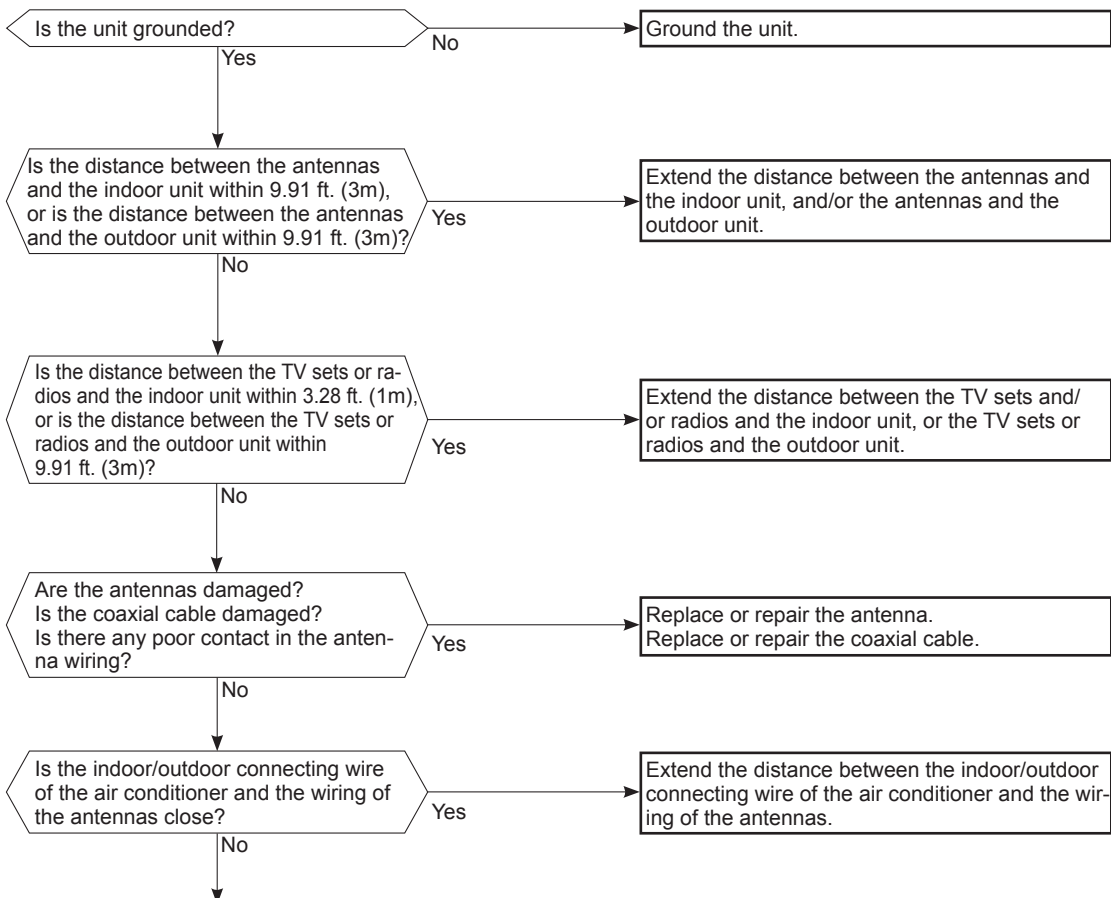 Is the unit grounded?
No
Ground the unit.
Yes
Is the distance between the antennas
and the indoor unit within 9.91 ft. (3m),
or is the distance between the antennas
and the outdoor unit within 9.91 ft. (3m)?
Yes
Extend the distance between the antennas and
the indoor unit, and/or the antennas and the
outdoor unit.
No
Is the distance between the TV sets or ra-
dios and the indoor unit within 3.28 ft. (1m),
or is the distance between the TV sets or
radios and the outdoor unit within
9.91 ft. (3m)?
Yes
Extend the distance between the TV sets and/
or radios and the indoor unit, or the TV sets or
radios and the outdoor unit.
No
Are the antennas damaged?
Is the coaxial cable damaged?
Is there any poor contact in the anten-
na wiring?
Yes
Replace or repair the antenna.
Replace or repair the coaxial cable.
No
Is the indoor/outdoor connecting wire
of the air conditioner and the wiring of
the antennas close?
Yes
Extend the distance between the indoor/outdoor
connecting wire of the air conditioner and the wir-
ing of the antennas.
No